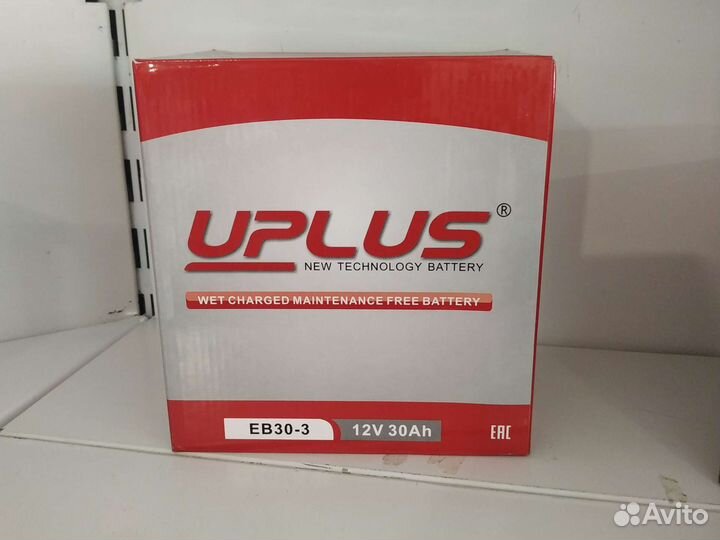 UPLUS®
NEW TECHNOLOGY BATTERY
WET CHARGED MAINTENANCE FREE BATTERY
EB30-3 12V 30Ah EAC
Avito